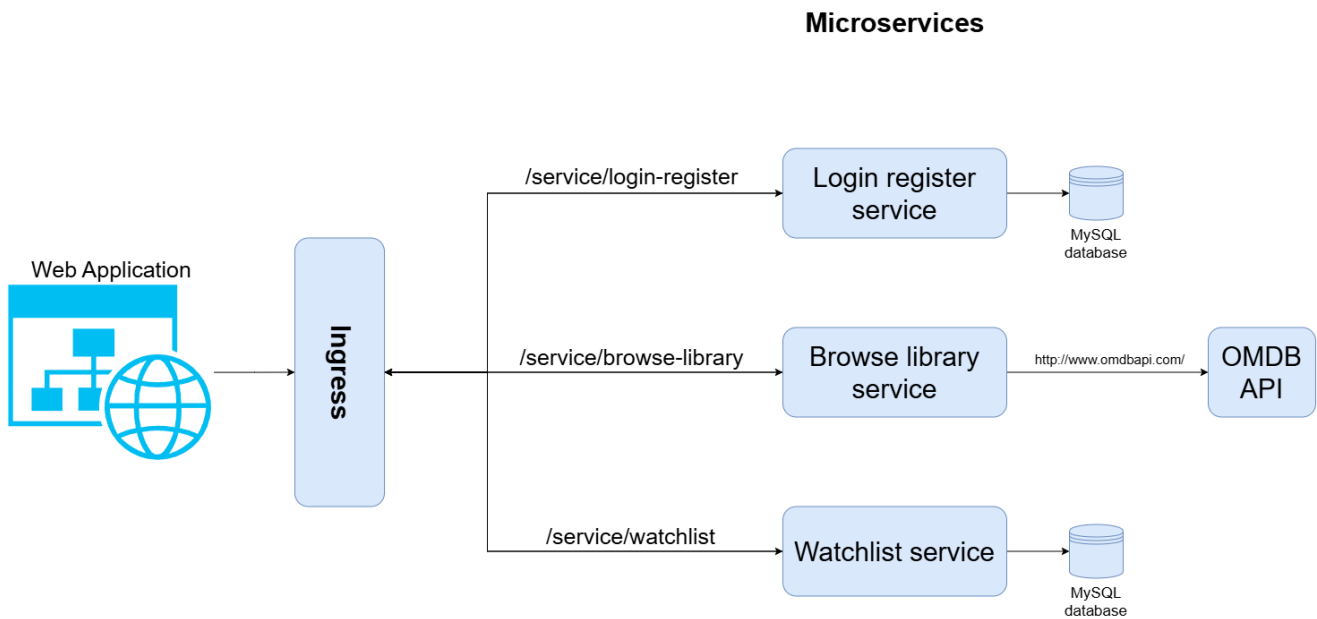 Microservices
/service/login-register
Login register
service
MySQL
database
Web Application
Ingress
/service/browse-library
Browse library
service
http://www.omdbapi.com/
OMDB
API
/service/watchlist
Watchlist service
MySQL
database